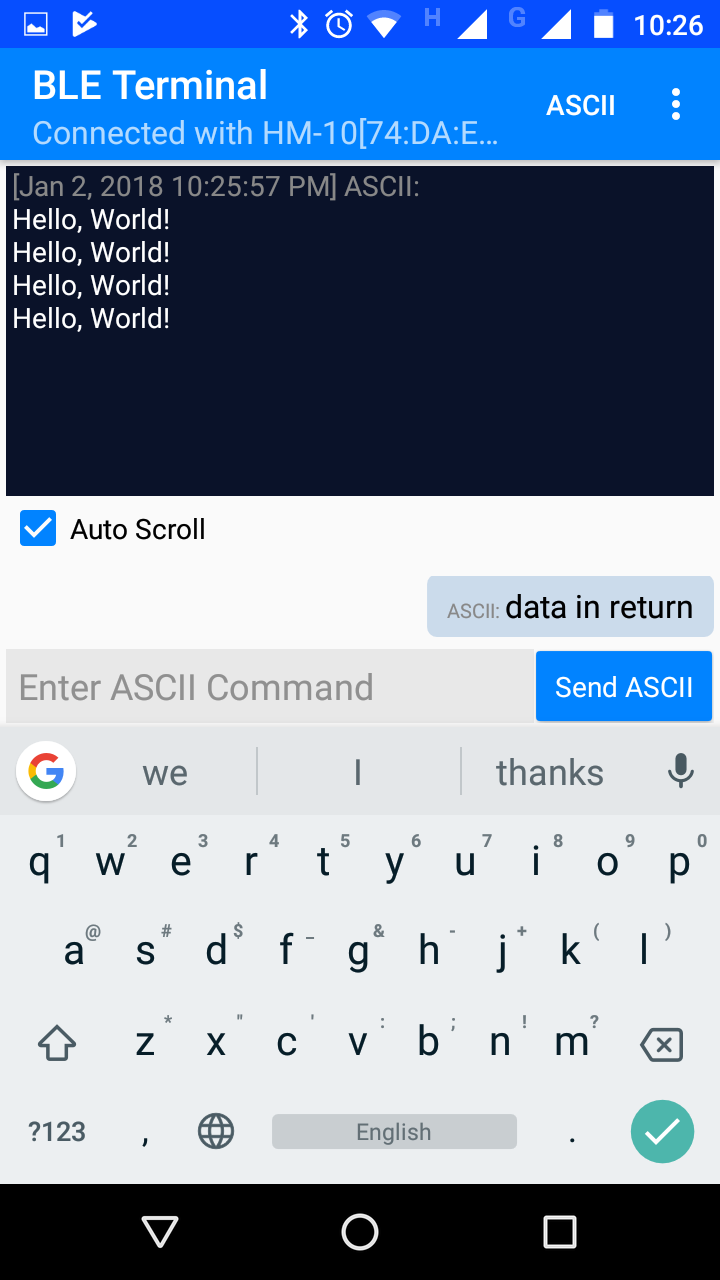 H G 10:26
BLE Terminal
Connected with HM-10[74:DA:E...
ASCII
[Jan 2, 2018 10:25:57 PM] ASCII:
Hello, World!
Hello, World!
Hello, World!
Hello, World!
Auto Scroll
ASCII: data in return
Enter ASCII Command
Send ASCII
G we I thanks
q 1 w 2 e 3 r 4 t 5 y 6 u 7 i 8 o 9 p 0
a @ s # d $ f _ g & h - j + k ( l )
z * x " c ' v : b ; n ! m ?
?123 , English .